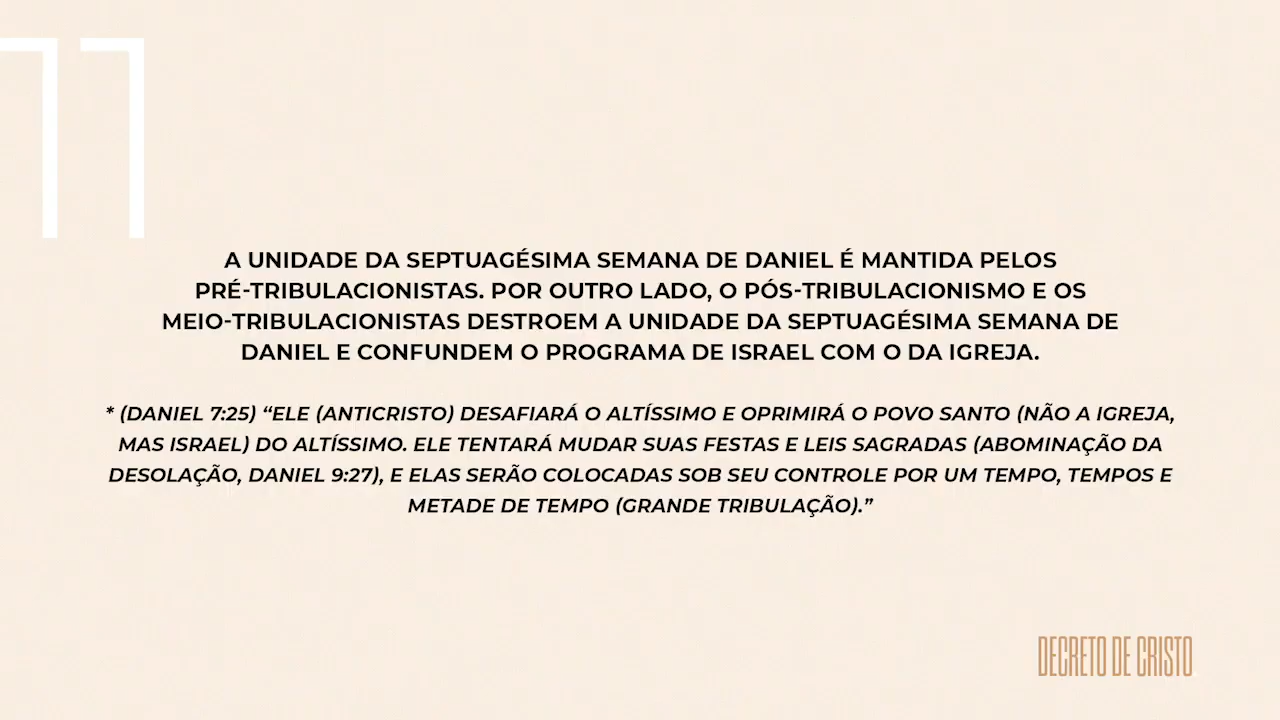 11
A UNIDADE DA SEPTUAGÉSIMA SEMANA DE DANIEL É MANTIDA PELOS
PRÉ-TRIBULACIONISTAS. POR OUTRO LADO, O PÓS-TRIBULACIONISMO E OS
MEIO-TRIBULACIONISTAS DESTROEM A UNIDADE DA SEPTUAGÉSIMA SEMANA DE
DANIEL E CONFUNDEM O PROGRAMA DE ISRAEL COM O DA IGREJA.
* (DANIEL 7:25) “ELE (ANTICRISTO) DESAFIARÁ O ALTÍSSIMO E OPRIMIRÁ O POVO SANTO (NÃO A IGREJA,
MAS ISRAEL) DO ALTÍSSIMO. ELE TENTARÁ MUDAR SUAS FESTAS E LEIS SAGRADAS (ABOMINAÇÃO DA
DESOLAÇÃO, DANIEL 9:27), E ELAS SERÃO COLOCADAS SOB SEU CONTROLE POR UM TEMPO, TEMPOS E
METADE DE TEMPO (GRANDE TRIBULAÇÃO).”
DECRETO DE CRISTO